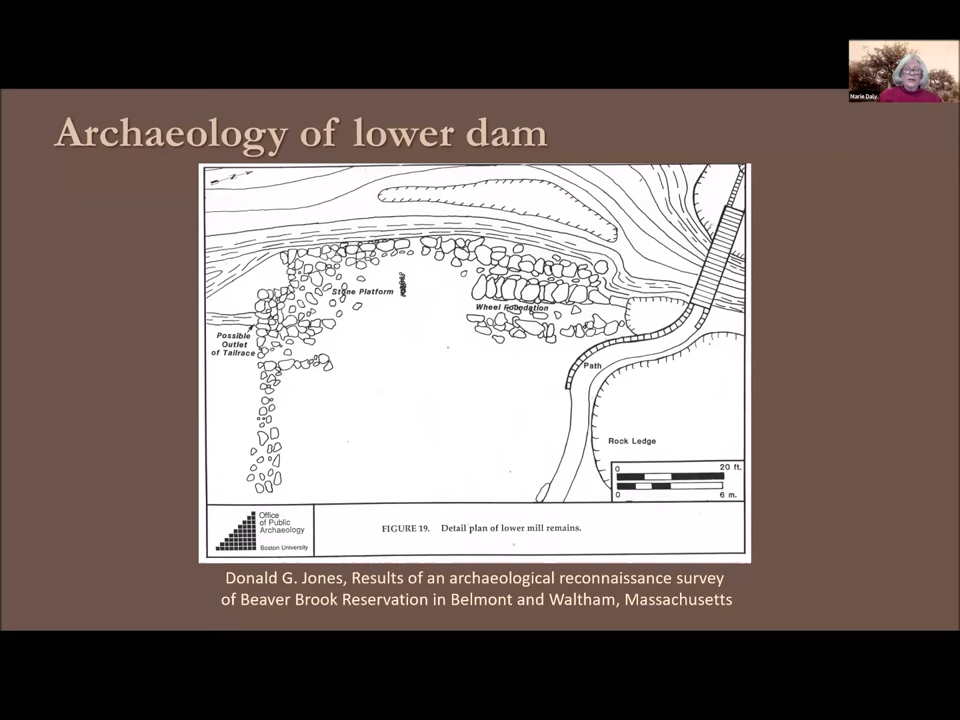 Marie Daly
Archaeology of lower dam
Stone Platform
Wheel Foundation
Possible
Outlet
of Tailrace
Path
Rock Ledge
0 20 ft.
0 6 m.
Office
of Public
Archaeology
Boston University
FIGURE 19. Detail plan of lower mill remains.
Donald G. Jones, Results of an archaeological reconnaissance survey
of Beaver Brook Reservation in Belmont and Waltham, Massachusetts